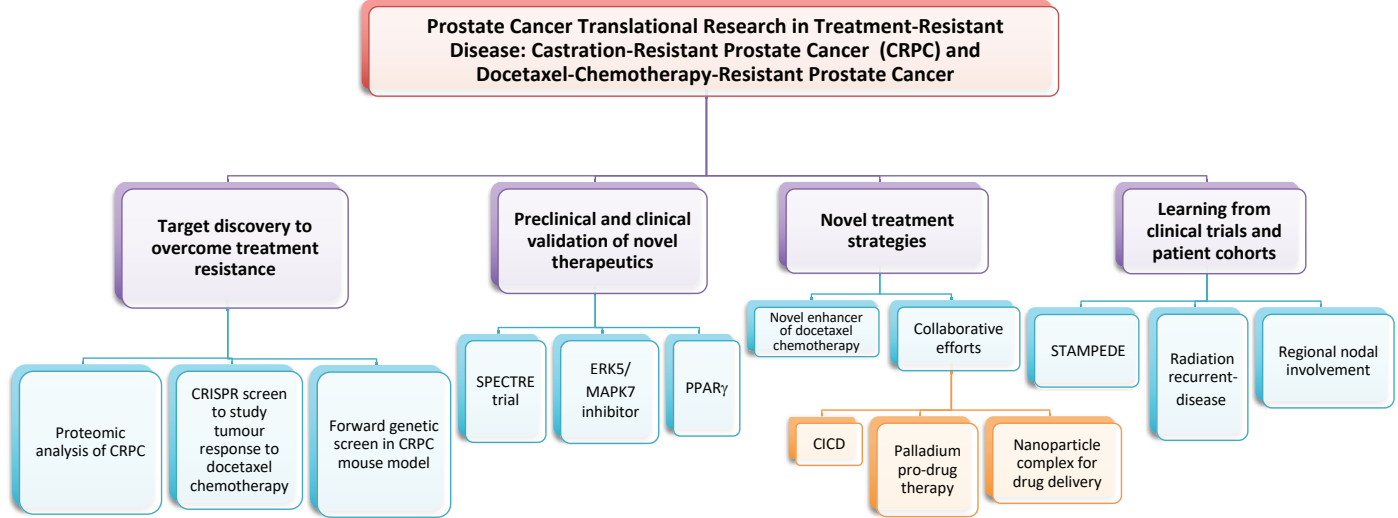 Prostate Cancer Translational Research in Treatment-Resistant
Disease: Castration-Resistant Prostate Cancer (CRPC) and
Docetaxel-Chemotherapy-Resistant Prostate Cancer
Target discovery to
overcome treatment
resistance
Preclinical and clinical
validation of novel
therapeutics
Novel treatment
strategies
Learning from
clinical trials and
patient cohorts
Proteomic
analysis of CRPC
CRISPR screen
to study
tumour
response to
docetaxel
chemotherapy
Forward genetic
screen in CRPC
mouse model
SPECTRE
trial
ERK5/
MAPK7
inhibitor
PPARγ
Novel enhancer
of docetaxel
chemotherapy
Collaborative
efforts
CICD
Palladium
pro-drug
therapy
Nanoparticle
complex for
drug delivery
STAMPEDE
Radiation
recurrent-
disease
Regional nodal
involvement